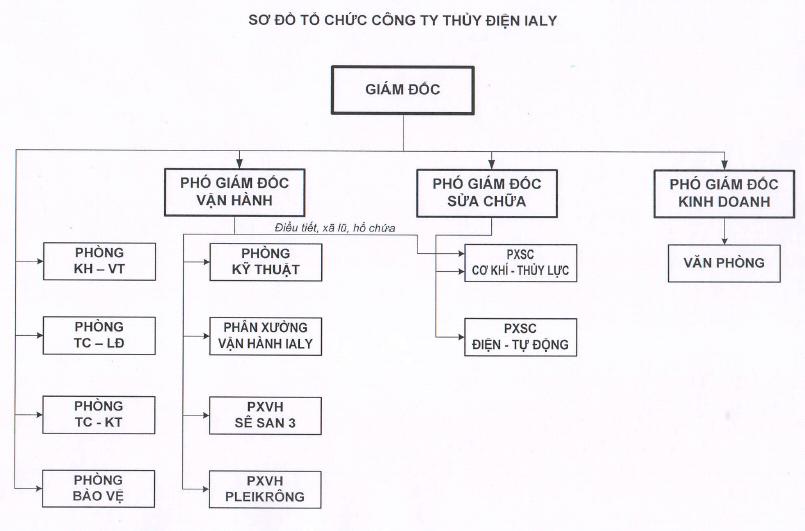 SƠ ĐỒ TỔ CHỨC CÔNG TY THỦY ĐIỆN IALY
GIÁM ĐỐC
PHÓ GIÁM ĐỐC
VẬN HÀNH
PHÓ GIÁM ĐỐC
SỬA CHỮA
PHÓ GIÁM ĐỐC
KINH DOANH
Điều tiết, xã lũ, hồ chứa
PHÒNG
KH – VT
PHÒNG
KỸ THUẬT
PXSC
CƠ KHÍ - THỦY LỰC
VĂN PHÒNG
PHÒNG
TC – LĐ
PHÂN XƯỞNG
VẬN HÀNH IALY
PXSC
ĐIỆN - TỰ ĐỘNG
PHÒNG
TC - KT
PXVH
SÊ SAN 3
PHÒNG
BẢO VỆ
PXVH
PLEIKRÔNG